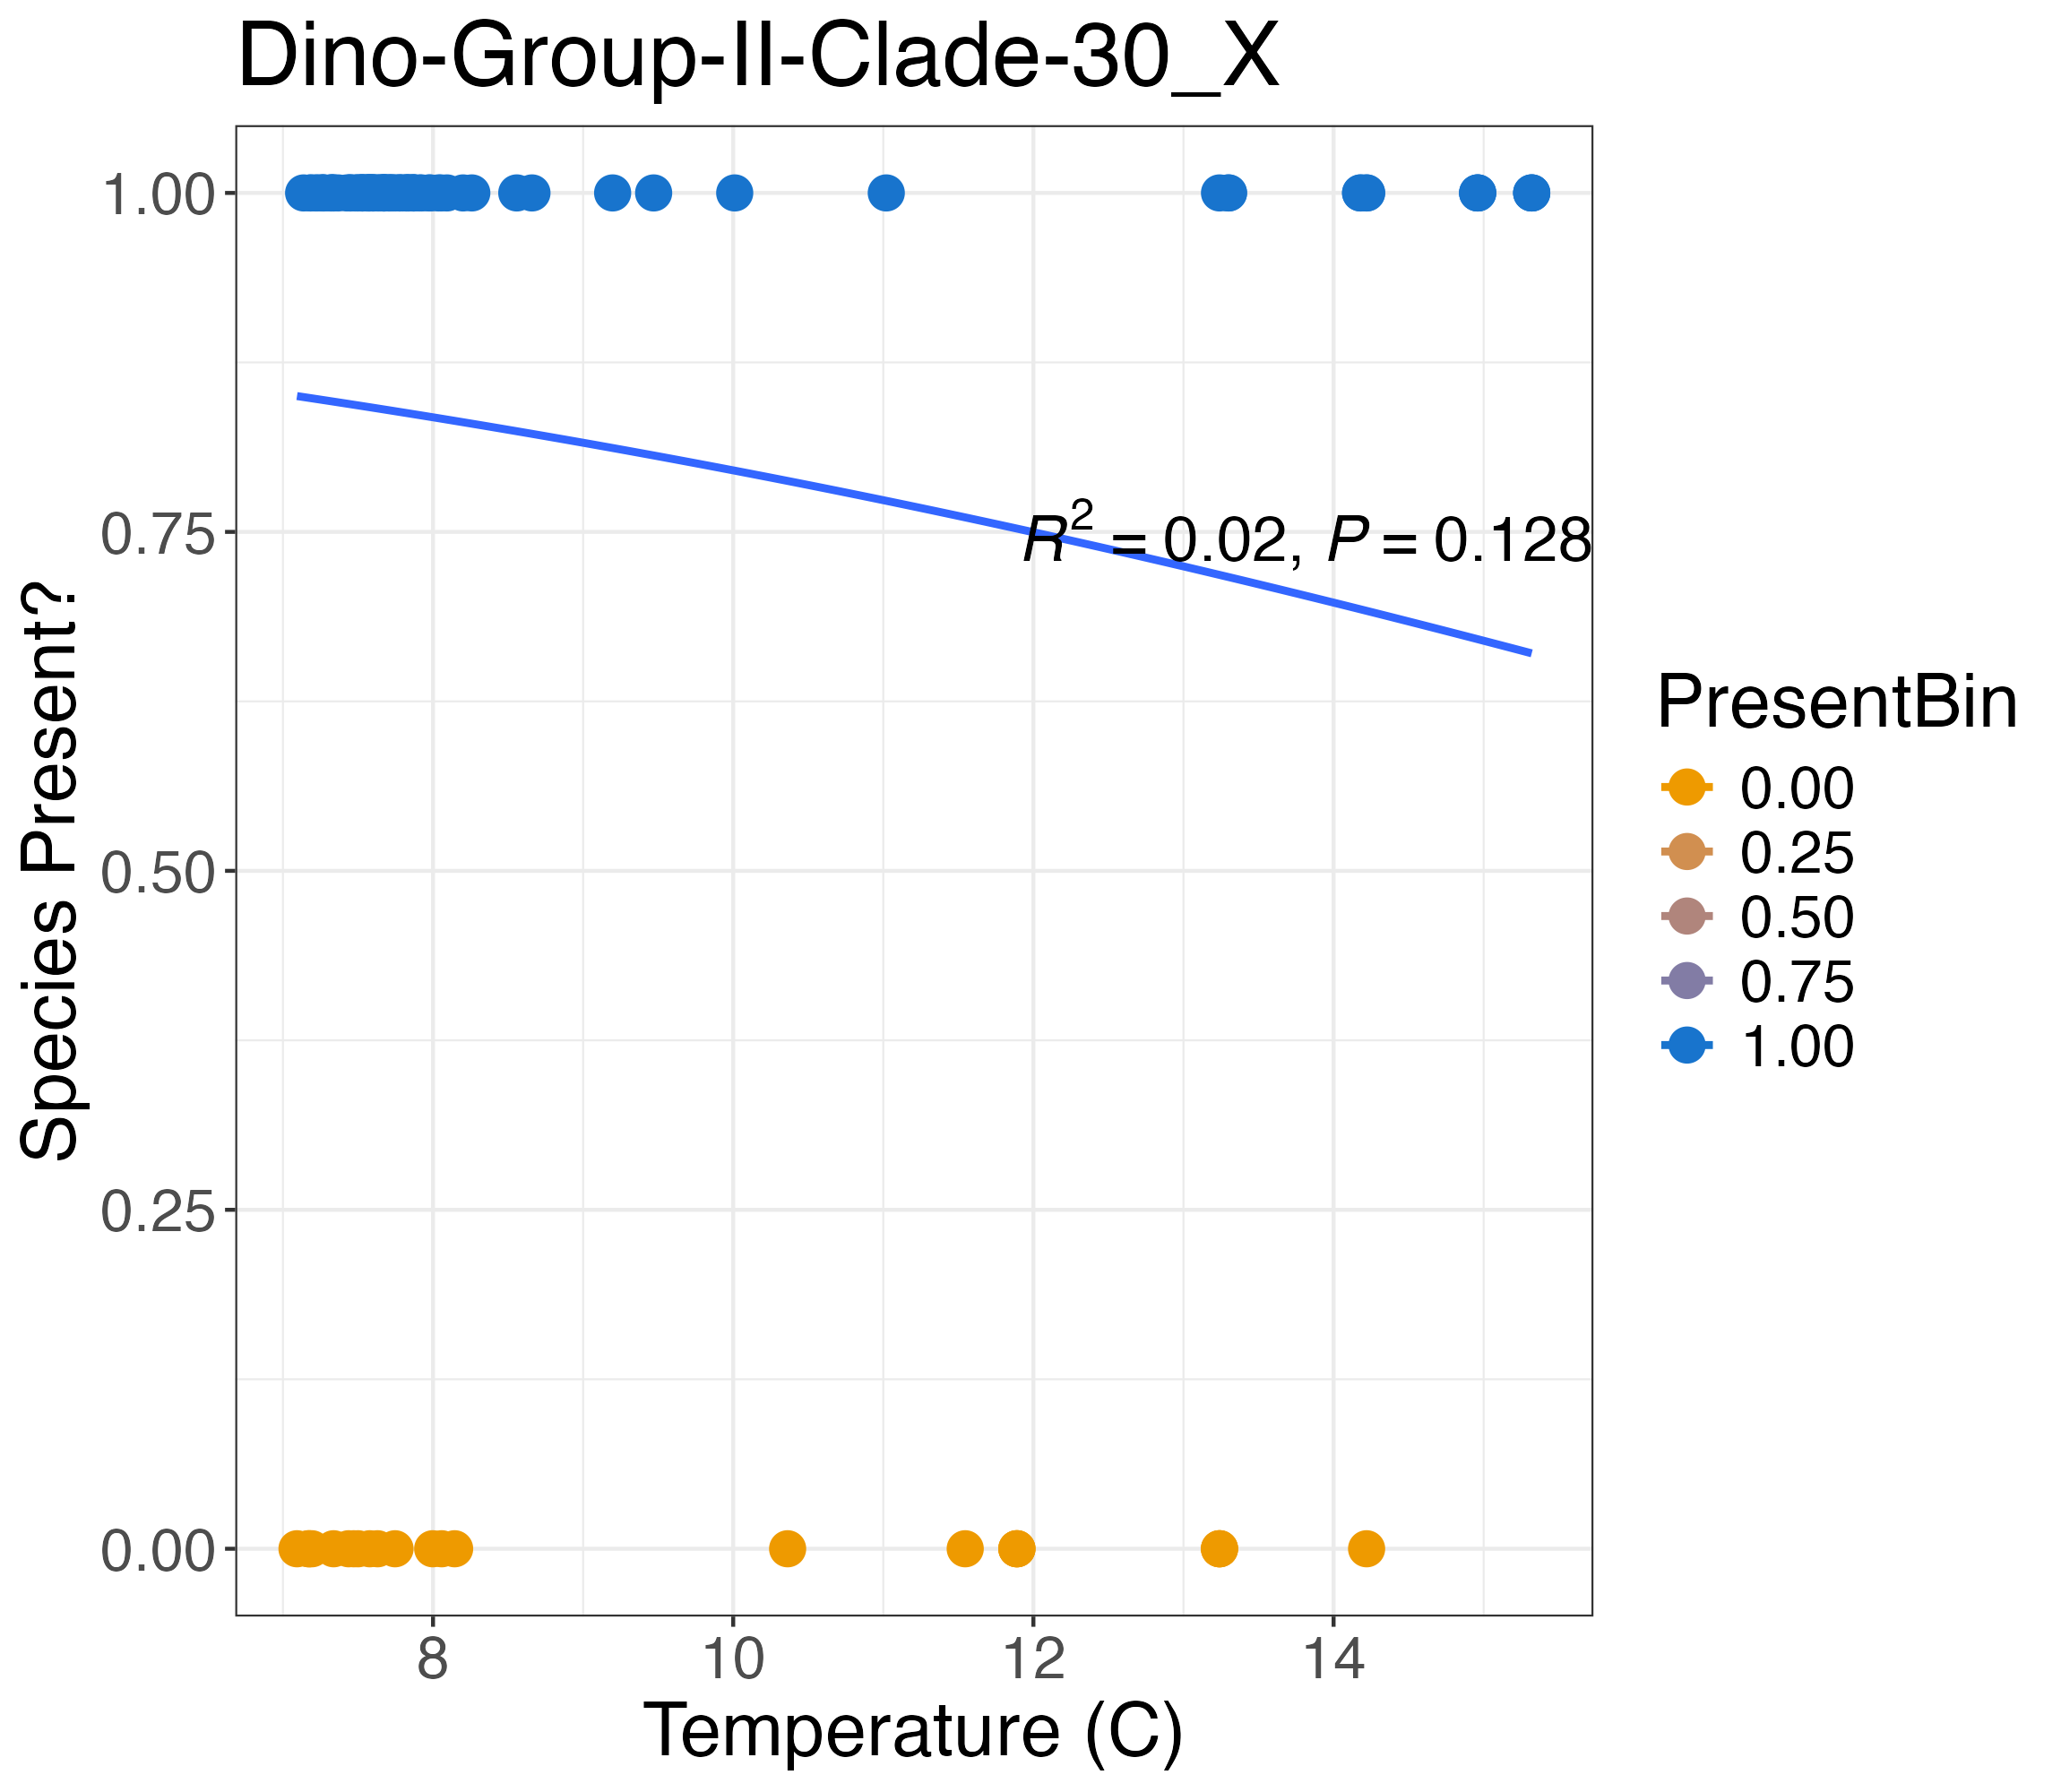 Dino-Group-II-Clade-30_X
1.00
0.75
0.50
0.25
0.00
Species Present?
R² = 0.02, P = 0.128
8 10 12 14
Temperature (C)
PresentBin
0.00
0.25
0.50
0.75
1.00